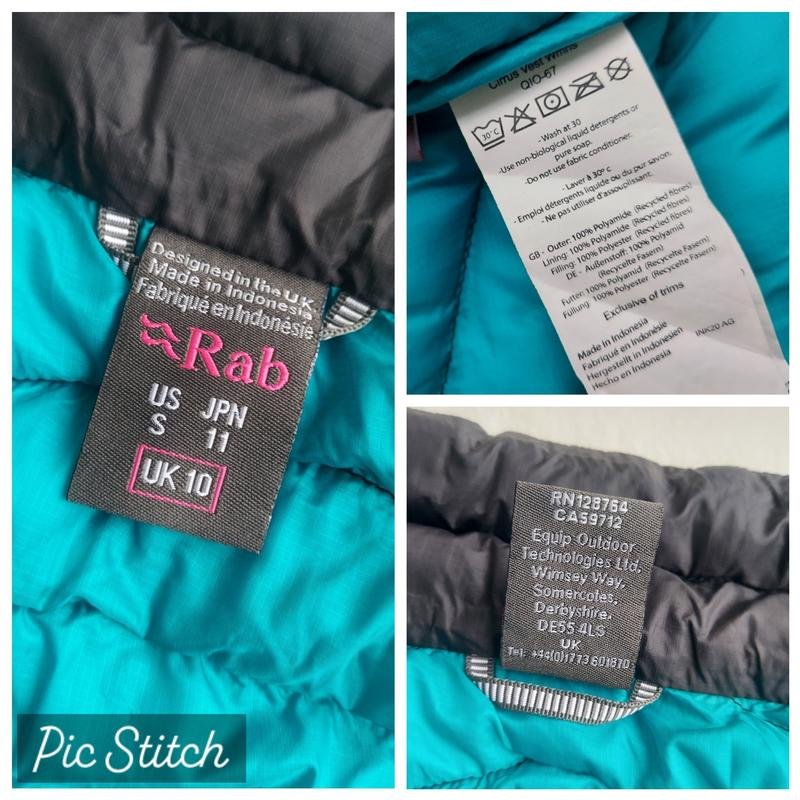 Designed in the U.K.
Made in Indonesia
Fabriqué en Indonésie
Rab
US JPN
S 11
UK 10
Pic Stitch
Cirrus Vest Wmns
QIO-67
30°C
-Wash at 30
-Use non-biological liquid detergents or
pure soap.
-Do not use fabric conditioner.
- Laver à 30° c
- Emploi détergents liquide ou du pur savon.
- Ne pas utiliser d'assouplissant.
GB - Outer: 100% Polyamide (Recycled fibres)
Lining: 100% Polyamide (Recycled fibres)
Filling: 100% Polyester (Recycled fibres)
DE - Außenstoff: 100% Polyamid
(Recycelte Fasern)
Futter: 100% Polyamid (Recycelte Fasern)
Füllung: 100% Polyester (Recycelte Fasern)
Exclusive of trims
Made in Indonesia
Fabriqué en Indonésie
Hergestellt in Indonesien INK20 AG
Hecho en Indonesia
RN128764
CA59712
Equip Outdoor
Technologies Ltd.
Wimsey Way.
Somercotes.
Derbyshire.
DE55 4LS
UK
Tel: +44(0)1773 601870